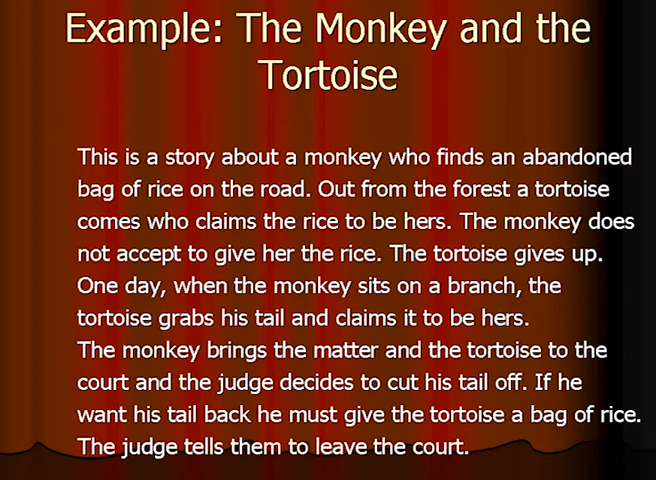 Example: The Monkey and the
Tortoise
This is a story about a monkey who finds an abandoned
bag of rice on the road. Out from the forest a tortoise
comes who claims the rice to be hers. The monkey does
not accept to give her the rice. The tortoise gives up.
One day, when the monkey sits on a branch, the
tortoise grabs his tail and claims it to be hers.
The monkey brings the matter and the tortoise to the
court and the judge decides to cut his tail off. If he
want his tail back he must give the tortoise a bag of rice.
The judge tells them to leave the court.